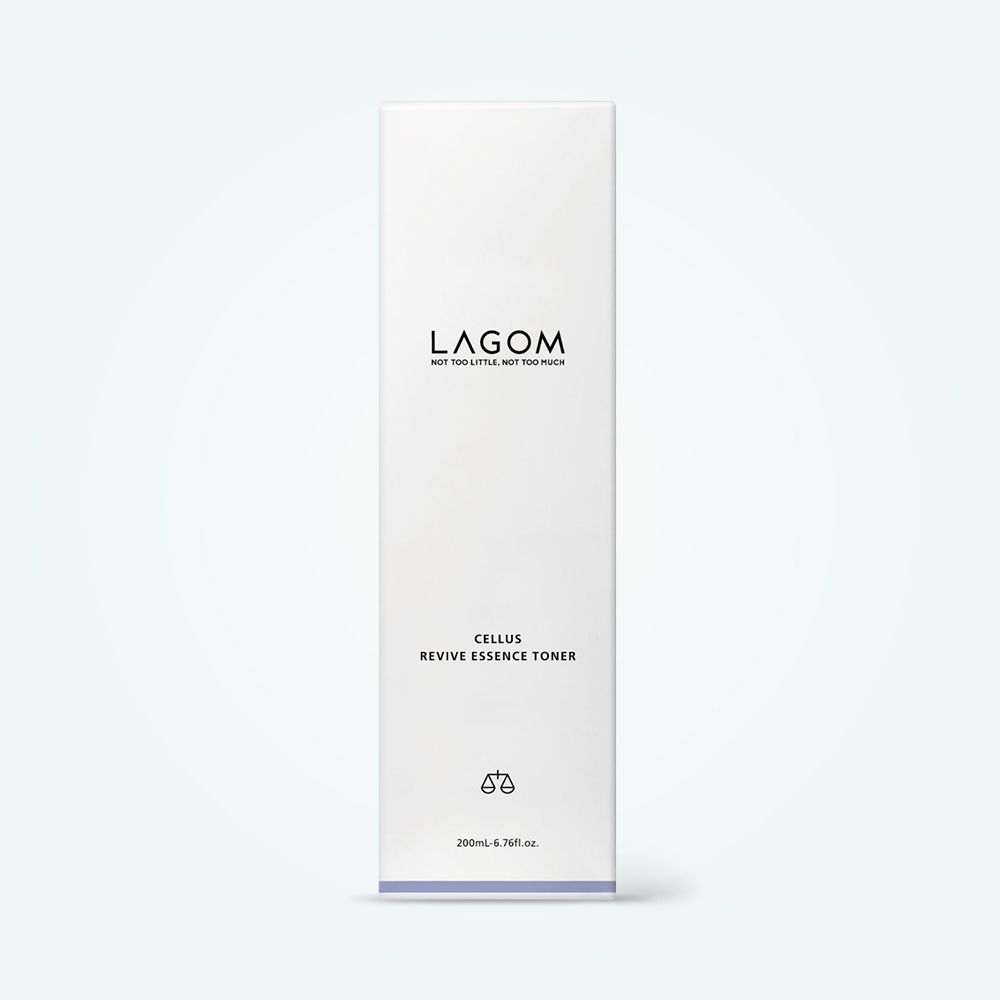 LAGOM
NOT TOO LITTLE, NOT TOO MUCH
CELLUS
REVIVE ESSENCE TONER
200mL-6.76fl.oz.